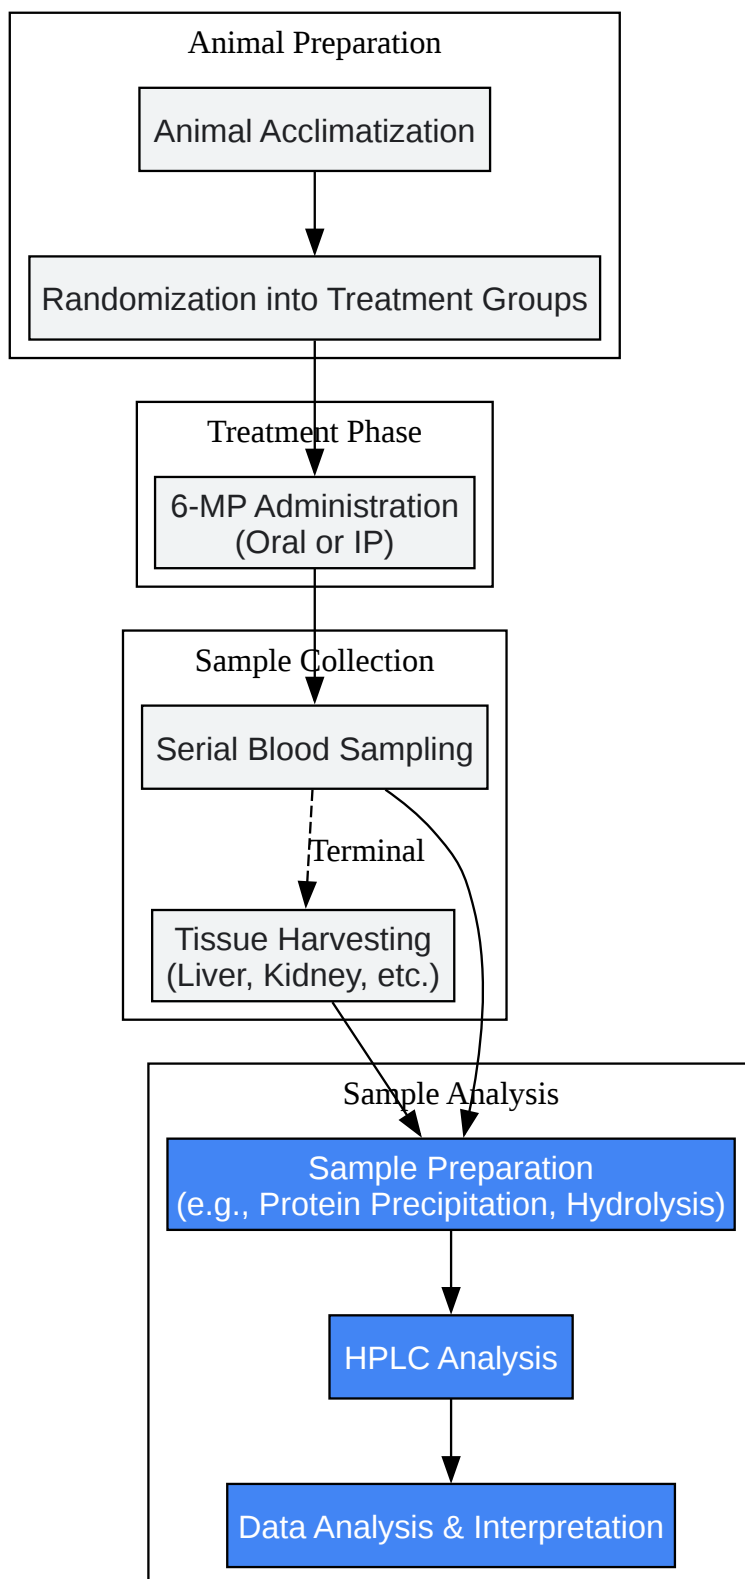 Animal Preparation
Animal Acclimatization
Randomization into Treatment Groups
Treatment Phase
6-MP Administration
(Oral or IP)
Sample Collection
Serial Blood Sampling
Terminal
Tissue Harvesting
(Liver, Kidney, etc.)
Sample Analysis
Sample Preparation
(e.g., Protein Precipitation, Hydrolysis)
HPLC Analysis
Data Analysis & Interpretation